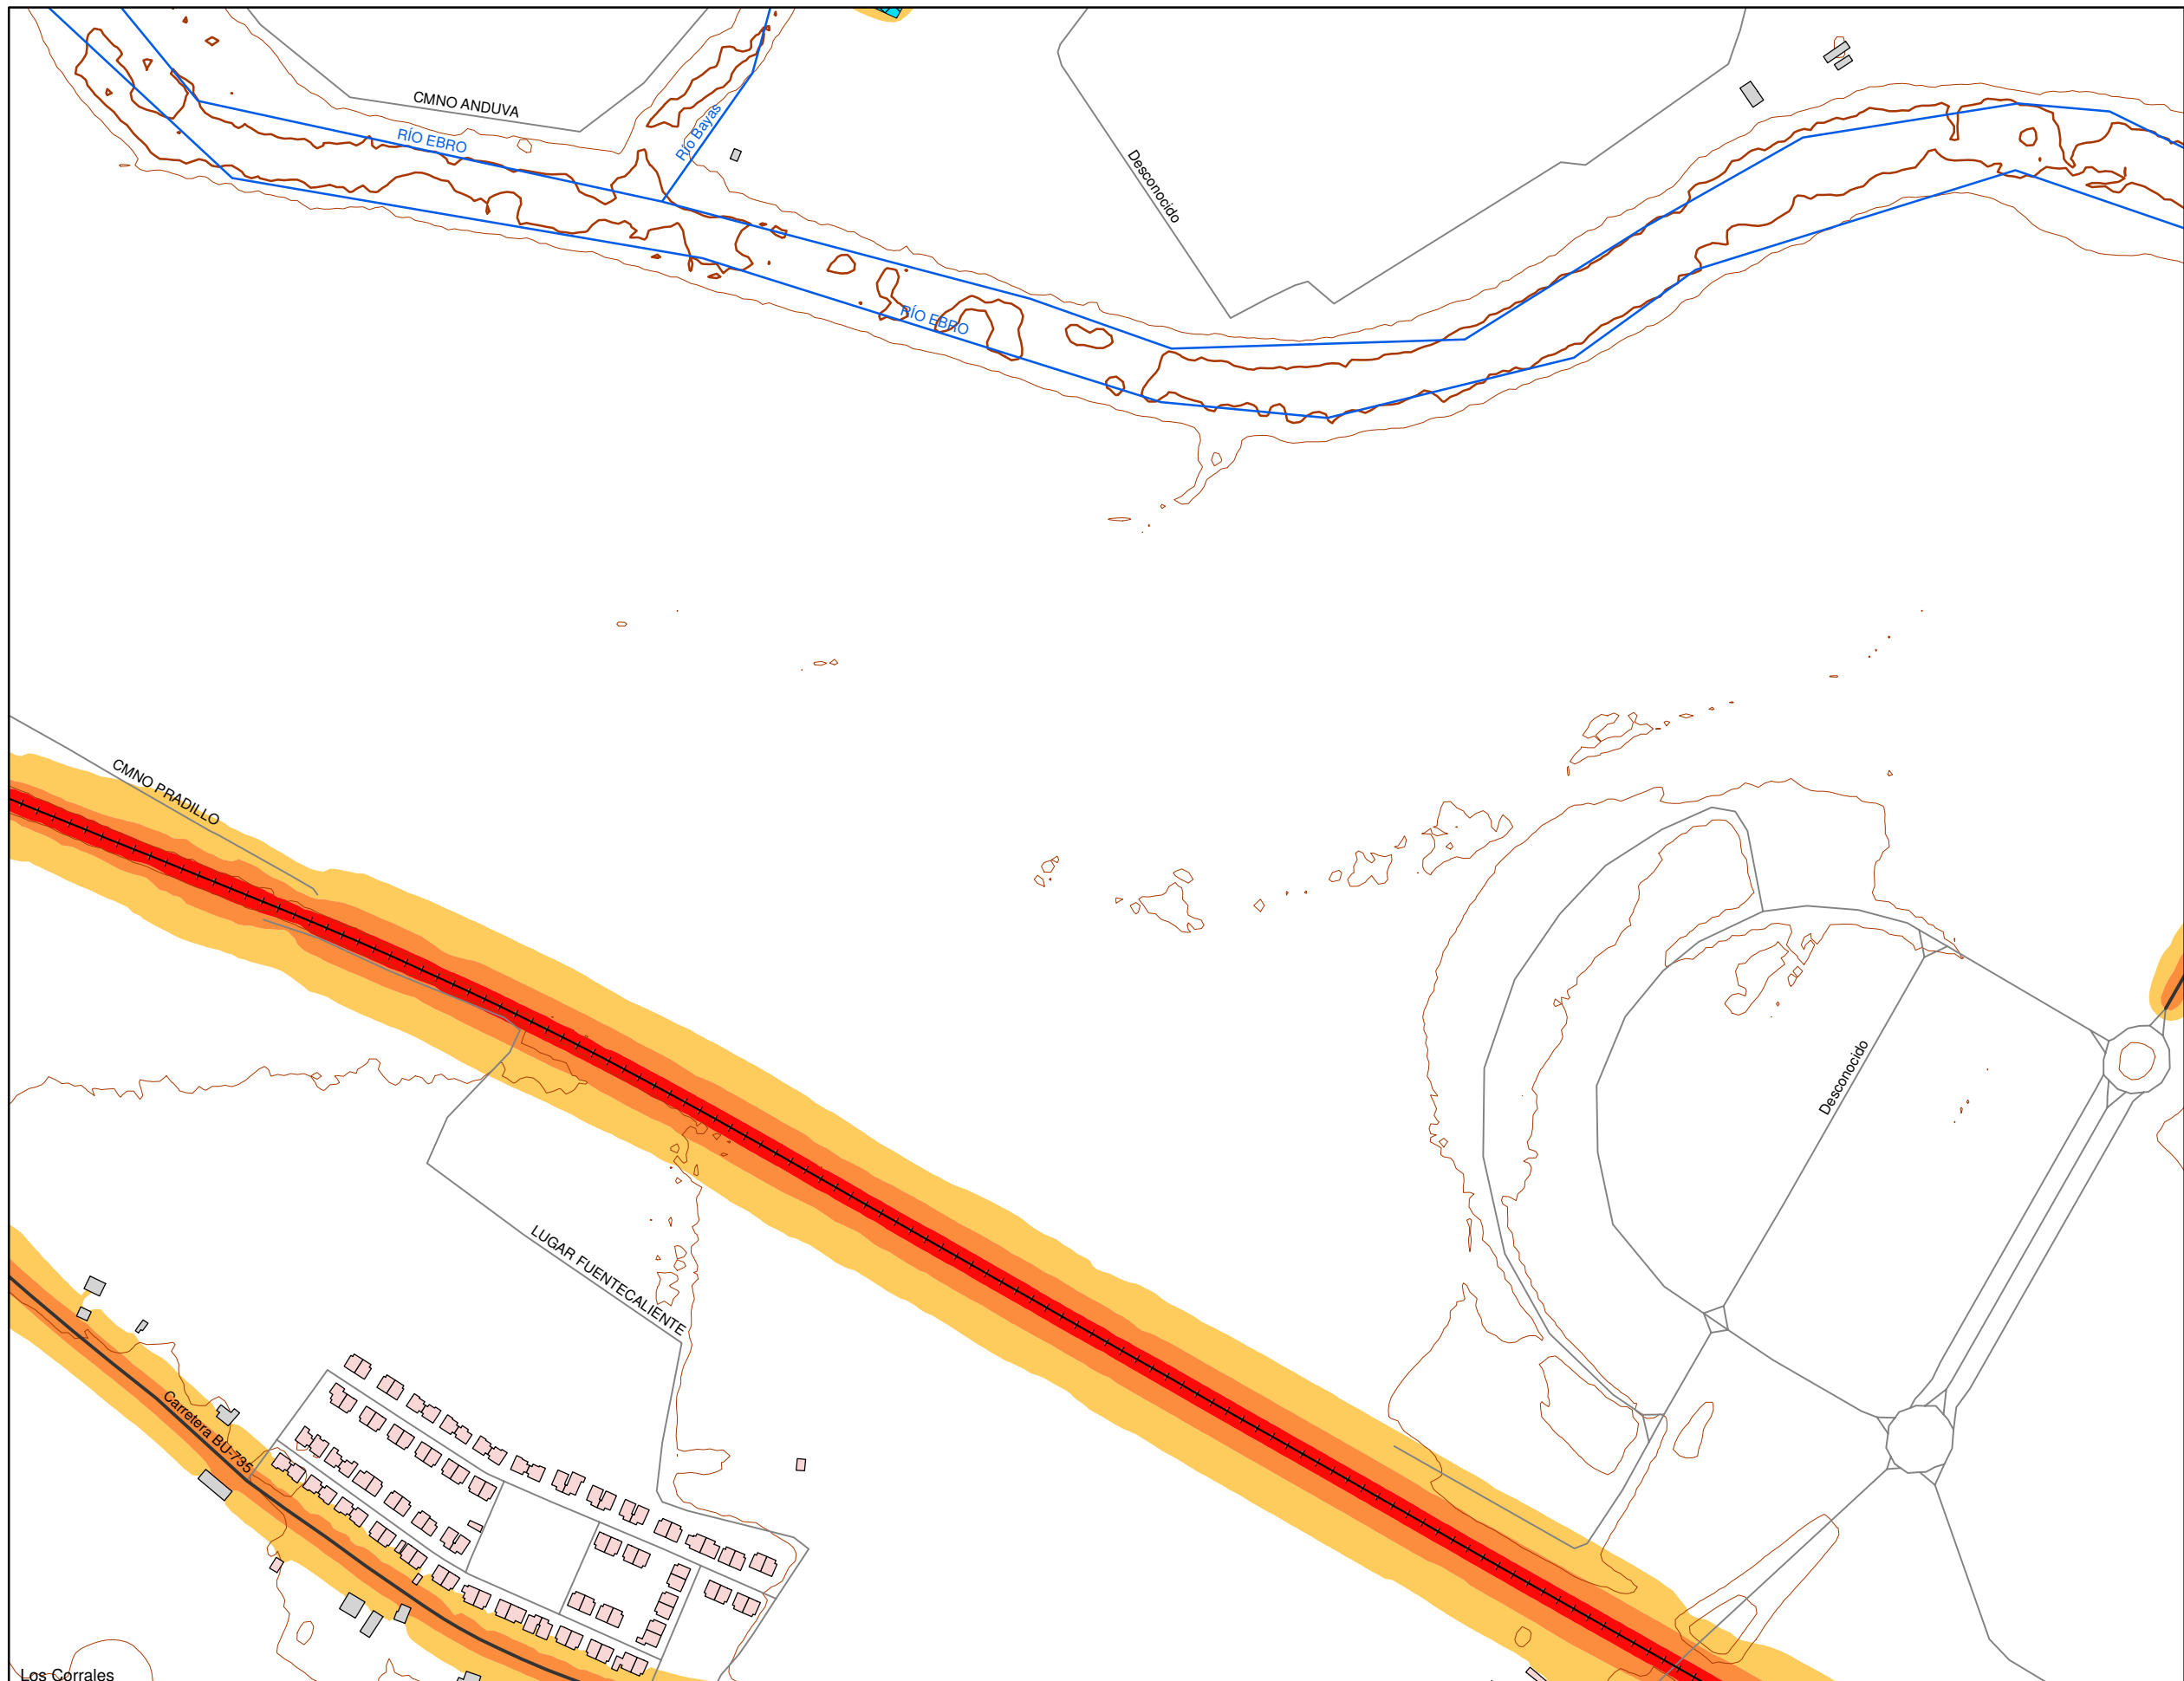 CMNO ANDUVA
RÍO EBRO
Río Bayas
Desconocido
RÍO EBRO
CMNO PRADILLO
Desconocido
LUGAR FUENTECALIENTE
Carretera BU-735
Los Corrales